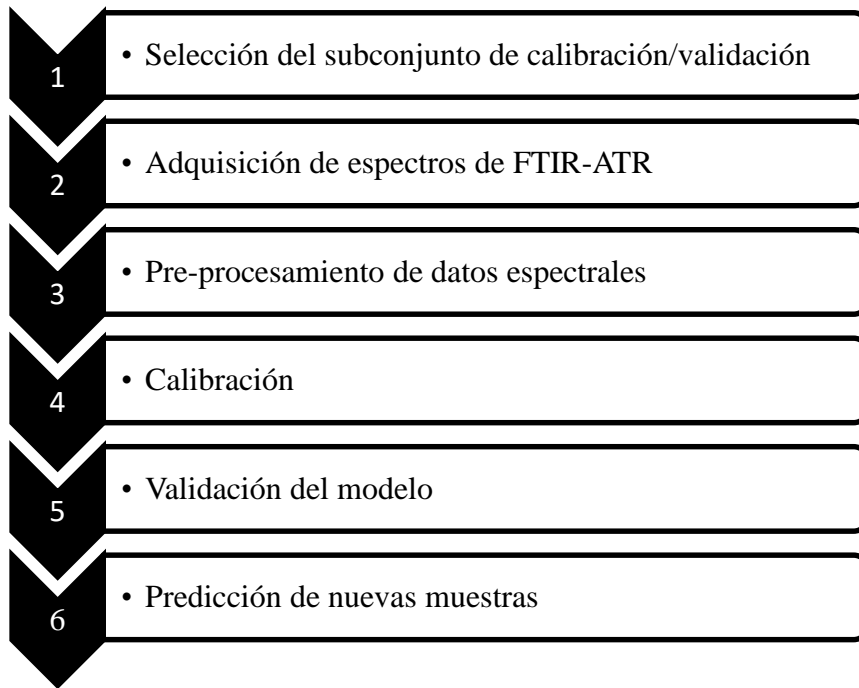 1 • Selección del subconjunto de calibración/validación
2 • Adquisición de espectros de FTIR-ATR
3 • Pre-procesamiento de datos espectrales
4 • Calibración
5 • Validación del modelo
6 • Predicción de nuevas muestras